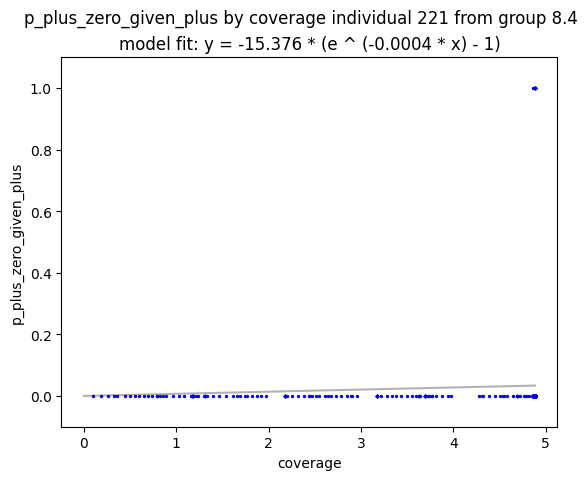 p_plus_zero_given_plus by coverage individual 221 from group 8.4
model fit: y = -15.376 * (e ^ (-0.0004 * x) - 1)
1.0
0.8
0.6
0.4
0.2
0.0
p_plus_zero_given_plus
0 1 2 3 4 5
coverage